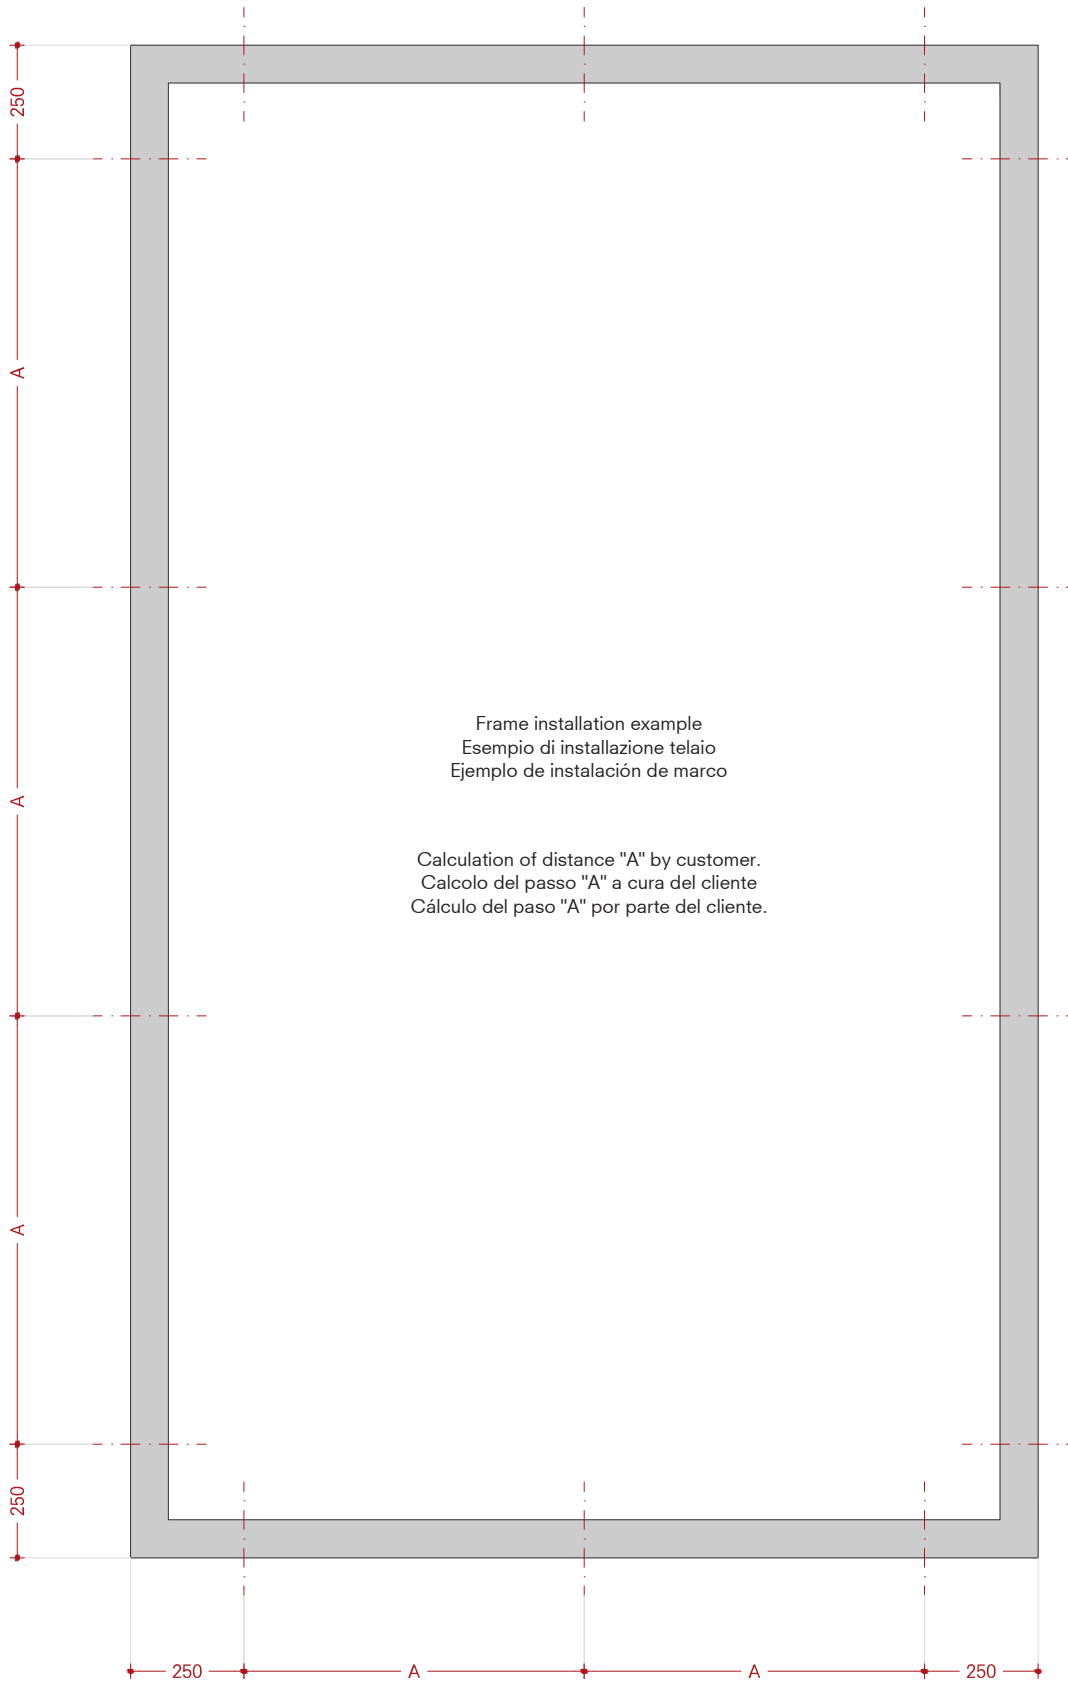 250
A
Frame installation example
Esempio di installazione telaio
Ejemplo de instalación de marco
A
Calculation of distance "A" by customer.
Calcolo del passo "A" a cura del cliente
Cálculo del paso "A" por parte del cliente.
A
250
250 A A 250